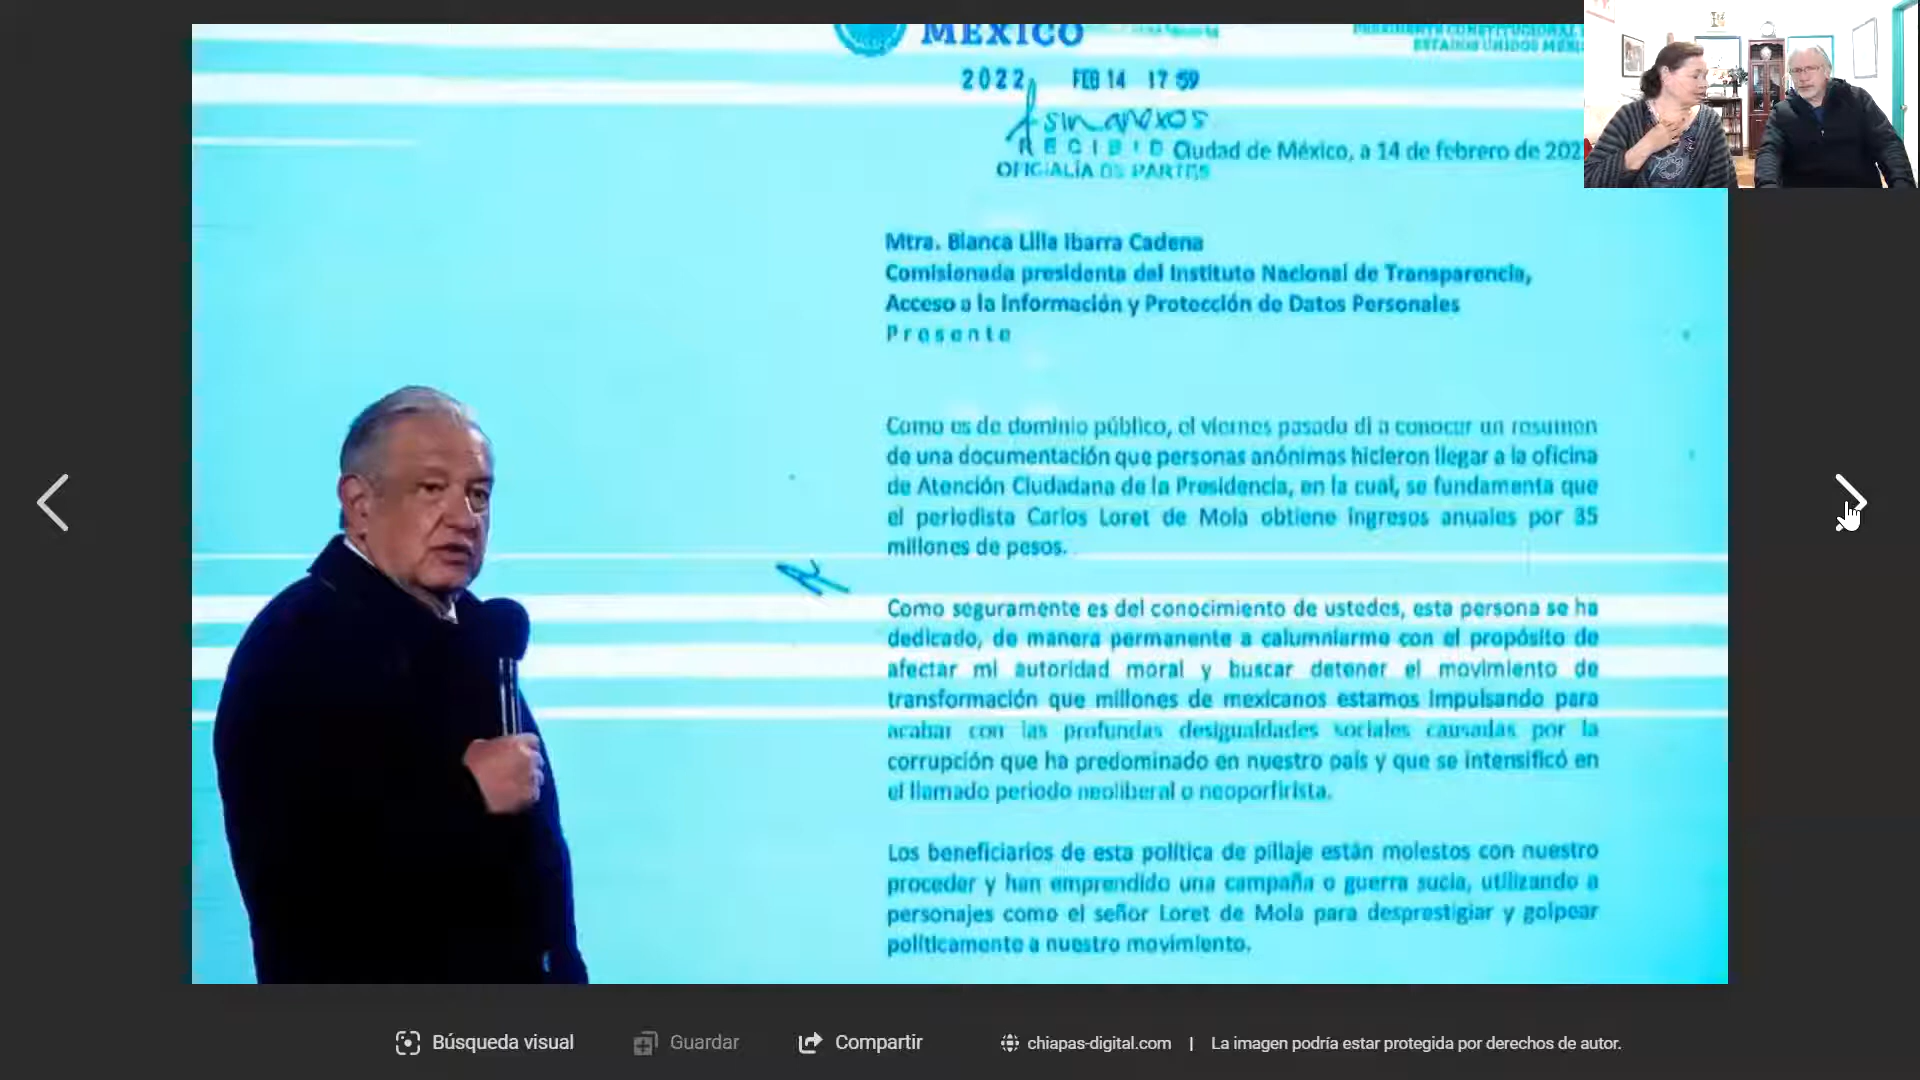 MÉXICO
ESTADOS UNIDOS
2022 FEB 14 17 59
sin anexos
RECIBID
Ciudad de México, a 14 de febrero de 202
OFICIALÍA DE PARTES
Mtra. Blanca Lilia Ibarra Cadena
Comisionada presidenta del Instituto Nacional de Transparencia,
Acceso a la Información y Protección de Datos Personales
Presente
Como es de dominio público, el viernes pasado di a conocer un resumen
de una documentación que personas anónimas hicieron llegar a la oficina
de Atención Ciudadana de la Presidencia, en la cual, se fundamenta que
el periodista Carlos Loret de Mola obtiene ingresos anuales por 35
millones de pesos.
Como seguramente es del conocimiento de ustedes, esta persona se ha
dedicado, de manera permanente a calumniarme con el propósito de
afectar mi autoridad moral y buscar detener el movimiento de
transformación que millones de mexicanos estamos impulsando para
acabar con las profundas desigualdades sociales causadas por la
corrupción que ha predominado en nuestro país y que se intensificó en
el llamado periodo neoliberal o neoporfirista.
Los beneficiarios de esta política de pillaje están molestos con nuestro
proceder y han emprendido una campaña o guerra sucia, utilizando a
personajes como el señor Loret de Mola para desprestigiar y golpear
políticamente a nuestro movimiento.
Búsqueda visual
Guardar
Compartir
chiapas-digital.com | La imagen podría estar protegida por derechos de autor.